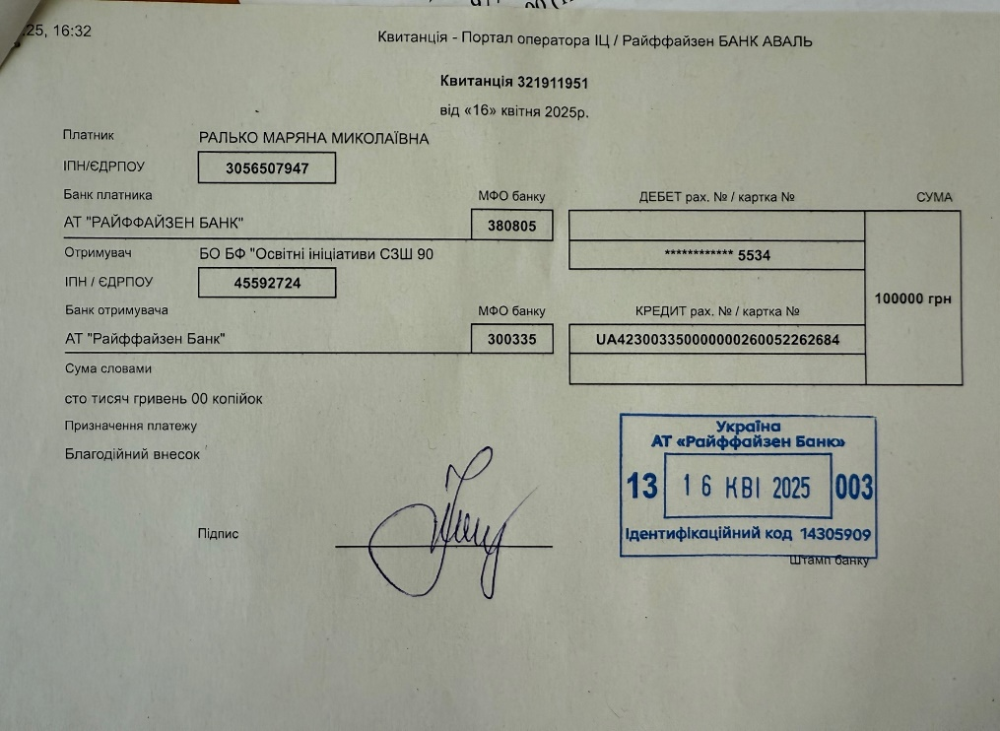 25, 16:32
Квитанція - Портал оператора ІЦ / Райффайзен БАНК АВАЛЬ
Квитанція 321911951
від «16» квітня 2025р.
Платник РАЛЬКО МАРЯНА МИКОЛАЇВНА
ІПН/ЄДРПОУ 3056507947
Банк платника МФО банку ДЕБЕТ рах. № / картка № СУМА
АТ "РАЙФФАЙЗЕН БАНК" 380805
Отримувач БО БФ "Освітні ініціативи СЗШ 90 ************ 5534
ІПН / ЄДРПОУ 45592724
100000 грн
Банк отримувача МФО банку КРЕДИТ рах. № / картка №
АТ "Райффайзен Банк" 300335 UA423003350000000260052262684
Сума словами
сто тисяч гривень 00 копійок
Призначення платежу
Благодійний внесок
Україна
АТ «Райффайзен Банк»
13 16 КВІ 2025 003
Ідентифікаційний код 14305909
Підпис
Штамп банку